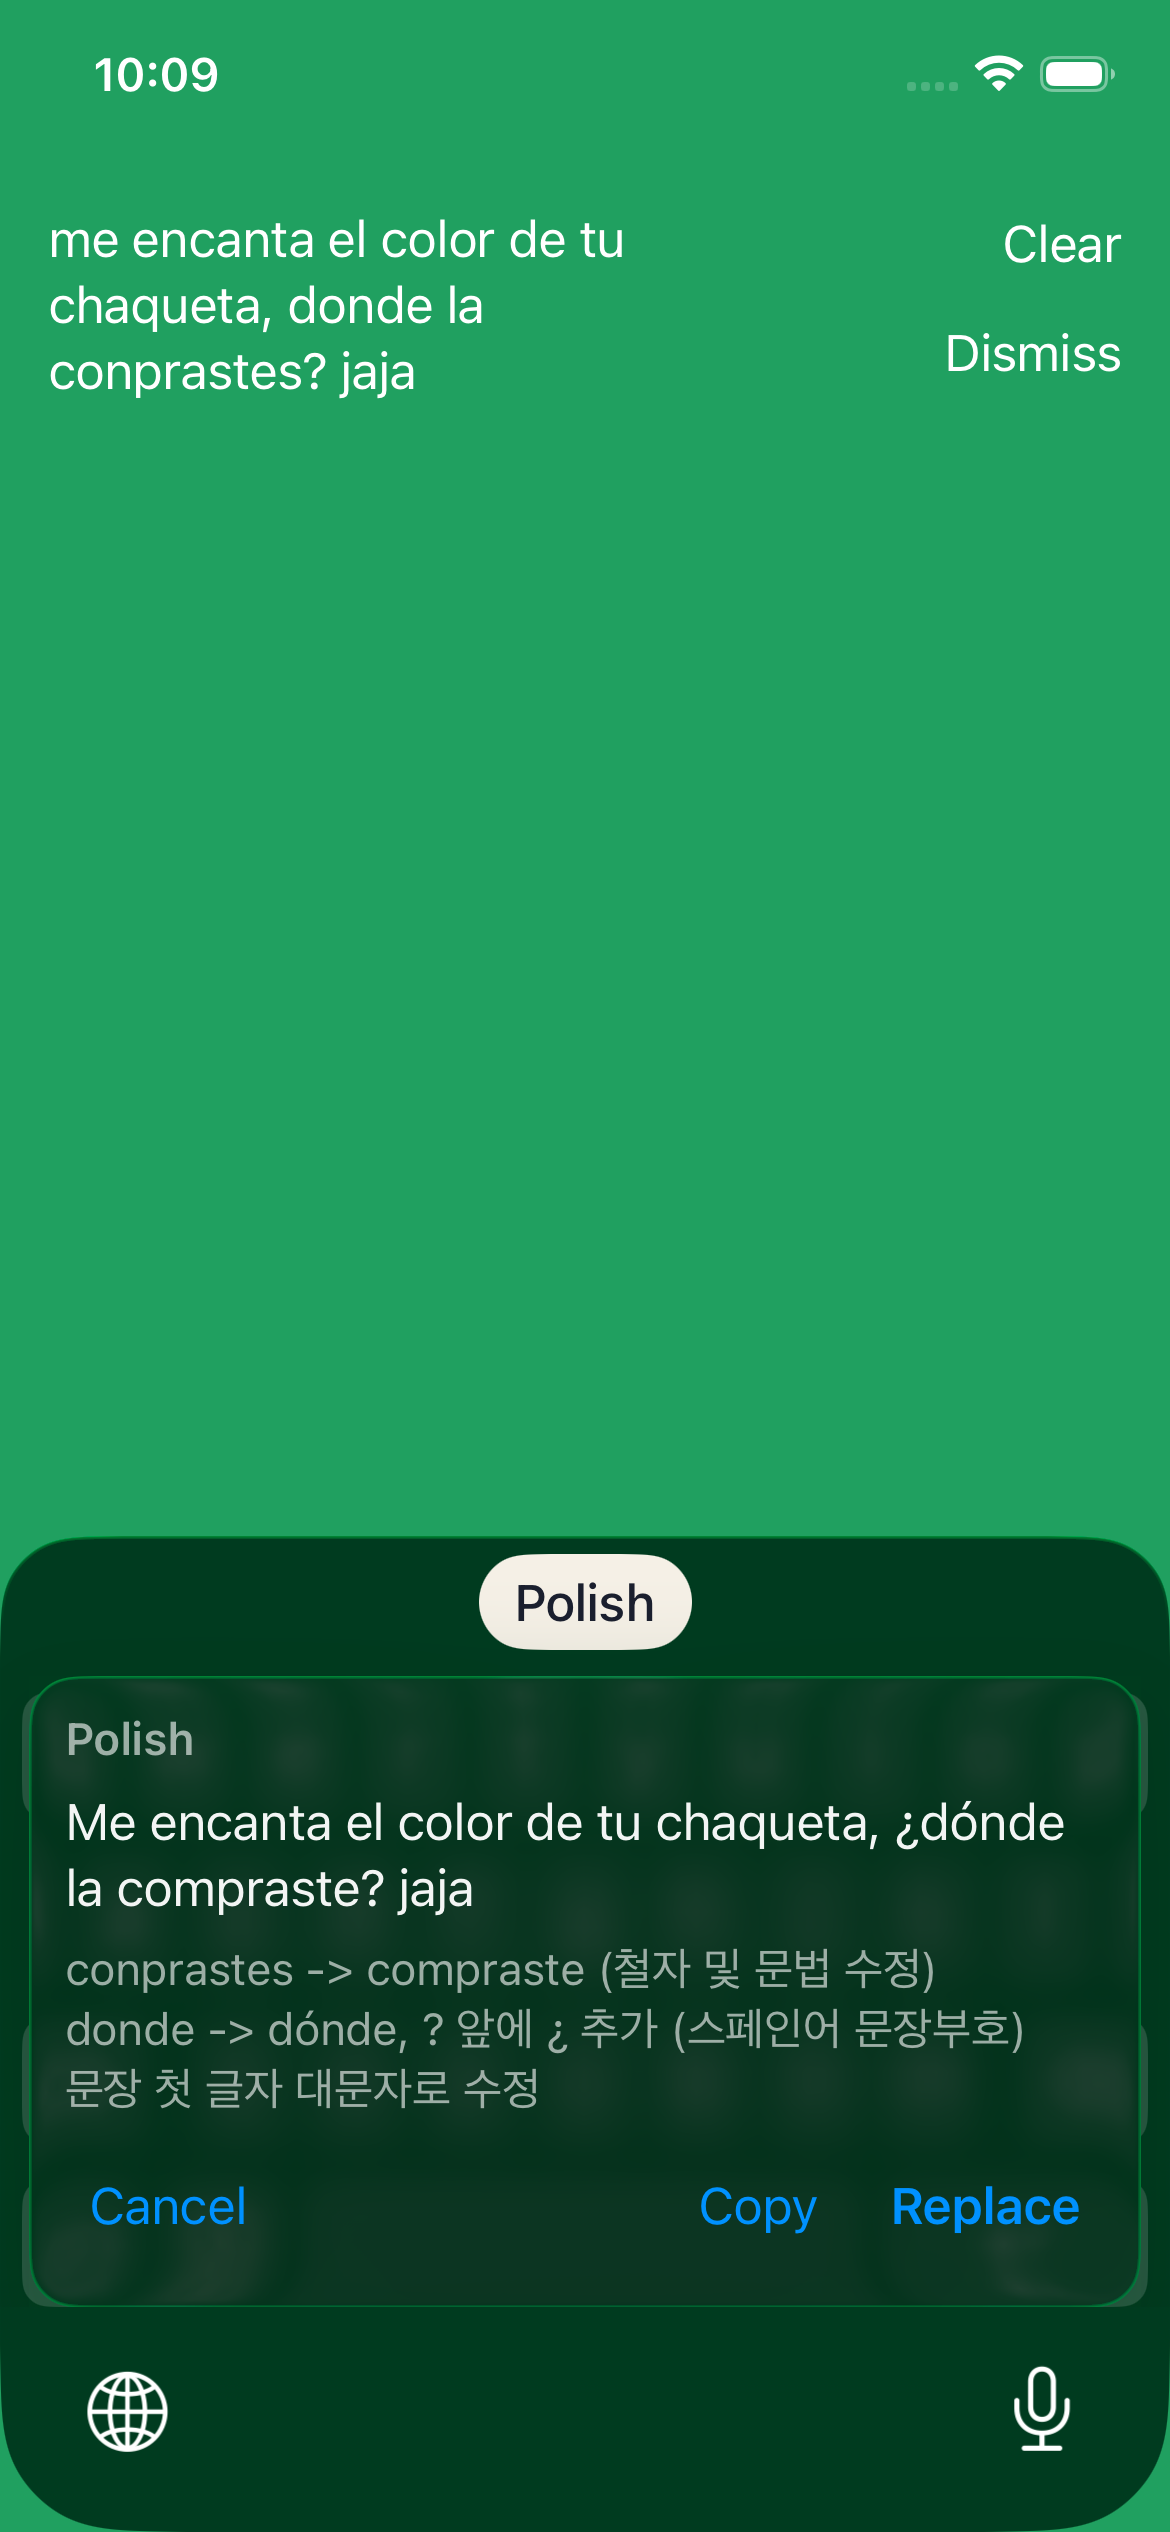 10:09
me encanta el color de tu
chaqueta, donde la
conprastes? jaja
Clear
Dismiss
Polish
Polish
Me encanta el color de tu chaqueta, ¿dónde
la compraste? jaja
conprastes -> compraste (철자 및 문법 수정)
donde -> dónde, ? 앞에 ¿ 추가 (스페인어 문장부호)
문장 첫 글자 대문자로 수정
Cancel
Copy
Replace